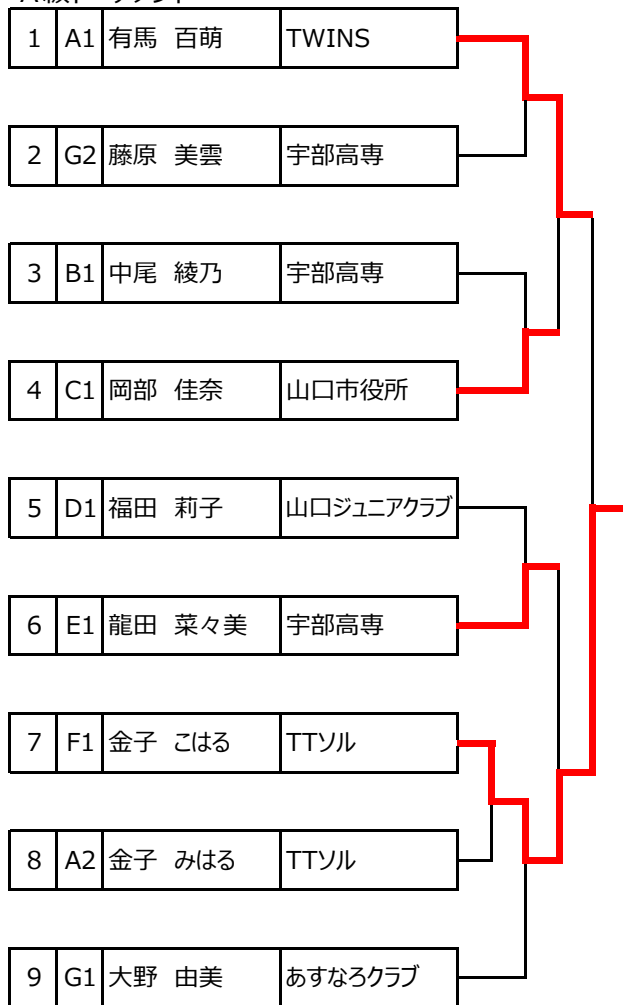 1 A1 有馬 百萌 TWINS
2 G2 藤原 美雲 宇部高専
3 B1 中尾 綾乃 宇部高専
4 C1 岡部 佳奈 山口市役所
5 D1 福田 莉子 山口ジュニアクラブ
6 E1 龍田 菜々美 宇部高専
7 F1 金子 こはる TTソル
8 A2 金子 みはる TTソル
9 G1 大野 由美 あすなろクラブ